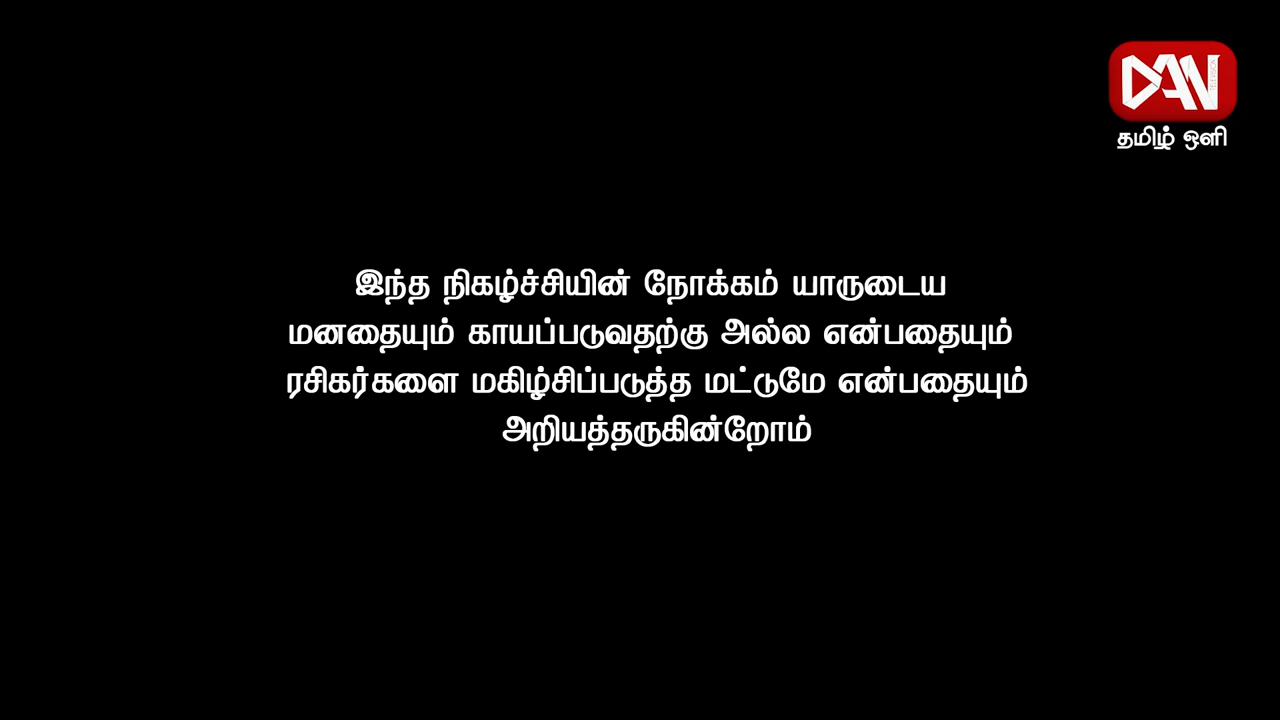 DAN
TELEVISION
தமிழ் ஒளி
இந்த நிகழ்ச்சியின் நோக்கம் யாருடைய
மனதையும் காயப்படுவதற்கு அல்ல என்பதையும்
ரசிகர்களை மகிழ்சிப்படுத்த மட்டுமே என்பதையும்
அறியத்தருகின்றோம்